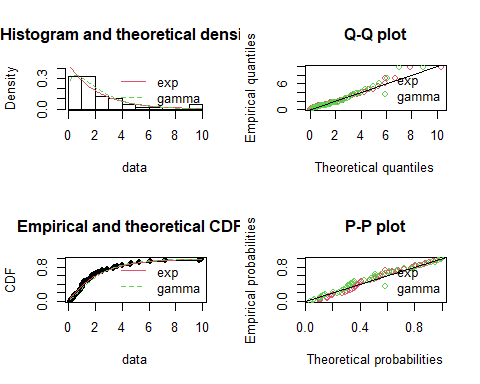 Histogram and theoretical densi
Density
0.0
0.3
exp
gamma
0 2 4 6 8 10
data
Q-Q plot
Empirical quantiles
0
6
exp
gamma
0 2 4 6 8 10
Theoretical quantiles
Empirical and theoretical CDF
CDF
0.0
0.8
exp
gamma
0 2 4 6 8 10
data
P-P plot
Empirical probabilities
0.0
0.8
exp
gamma
0.0 0.4 0.8
Theoretical probabilities